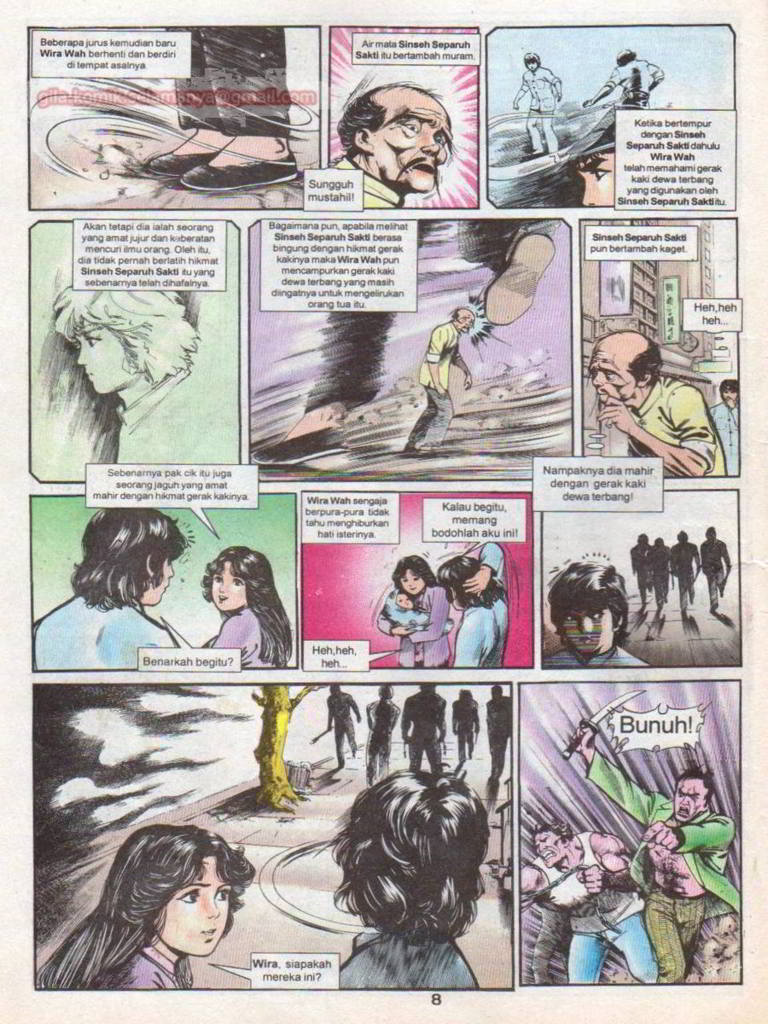 Beberapa jurus kemudian baru
Wira Wah berhenti dan berdiri
di tempat asalnya.
Air mata Sinseh Separuh
Sakti itu bertambah muram.
Sungguh
mustahil!
Ketika bertempur
dengan Sinseh
Separuh Sakti dahulu
Wira Wah
telah memahami gerak
kaki dewa terbang
yang digunakan oleh
Sinseh Separuh Sakti itu.
Akan tetapi dia ialah seorang
yang amat jujur dan keberatan
mencuri ilmu orang. Oleh itu,
dia tidak pernah berlatih hikmat
Sinseh Separuh Sakti itu yang
sebenarnya telah dihafalnya.
Bagaimana pun, apabila melihat
Sinseh Separuh Sakti berasa
bingung dengan hikmat gerak
kakinya maka Wira Wah pun
mencampurkan gerak kaki
dewa terbang yang masih
diingatnya untuk mengelirukan
orang tua itu.
Sinseh Separuh Sakti
pun bertambah kaget.
Heh,heh
heh...
Sebenarnya pak cik itu juga
seorang jaguh yang amat
mahir dengan hikmat gerak kakinya.
Benarkah begitu?
Wira Wah sengaja
berpura-pura tidak
tahu menghiburkan
hati isterinya.
Kalau begitu,
memang
bodohlah aku ini!
Heh,heh,
heh...
Nampaknya dia mahir
dengan gerak kaki
dewa terbang!
Wira, siapakah
mereka ini?
Bunuh!
8